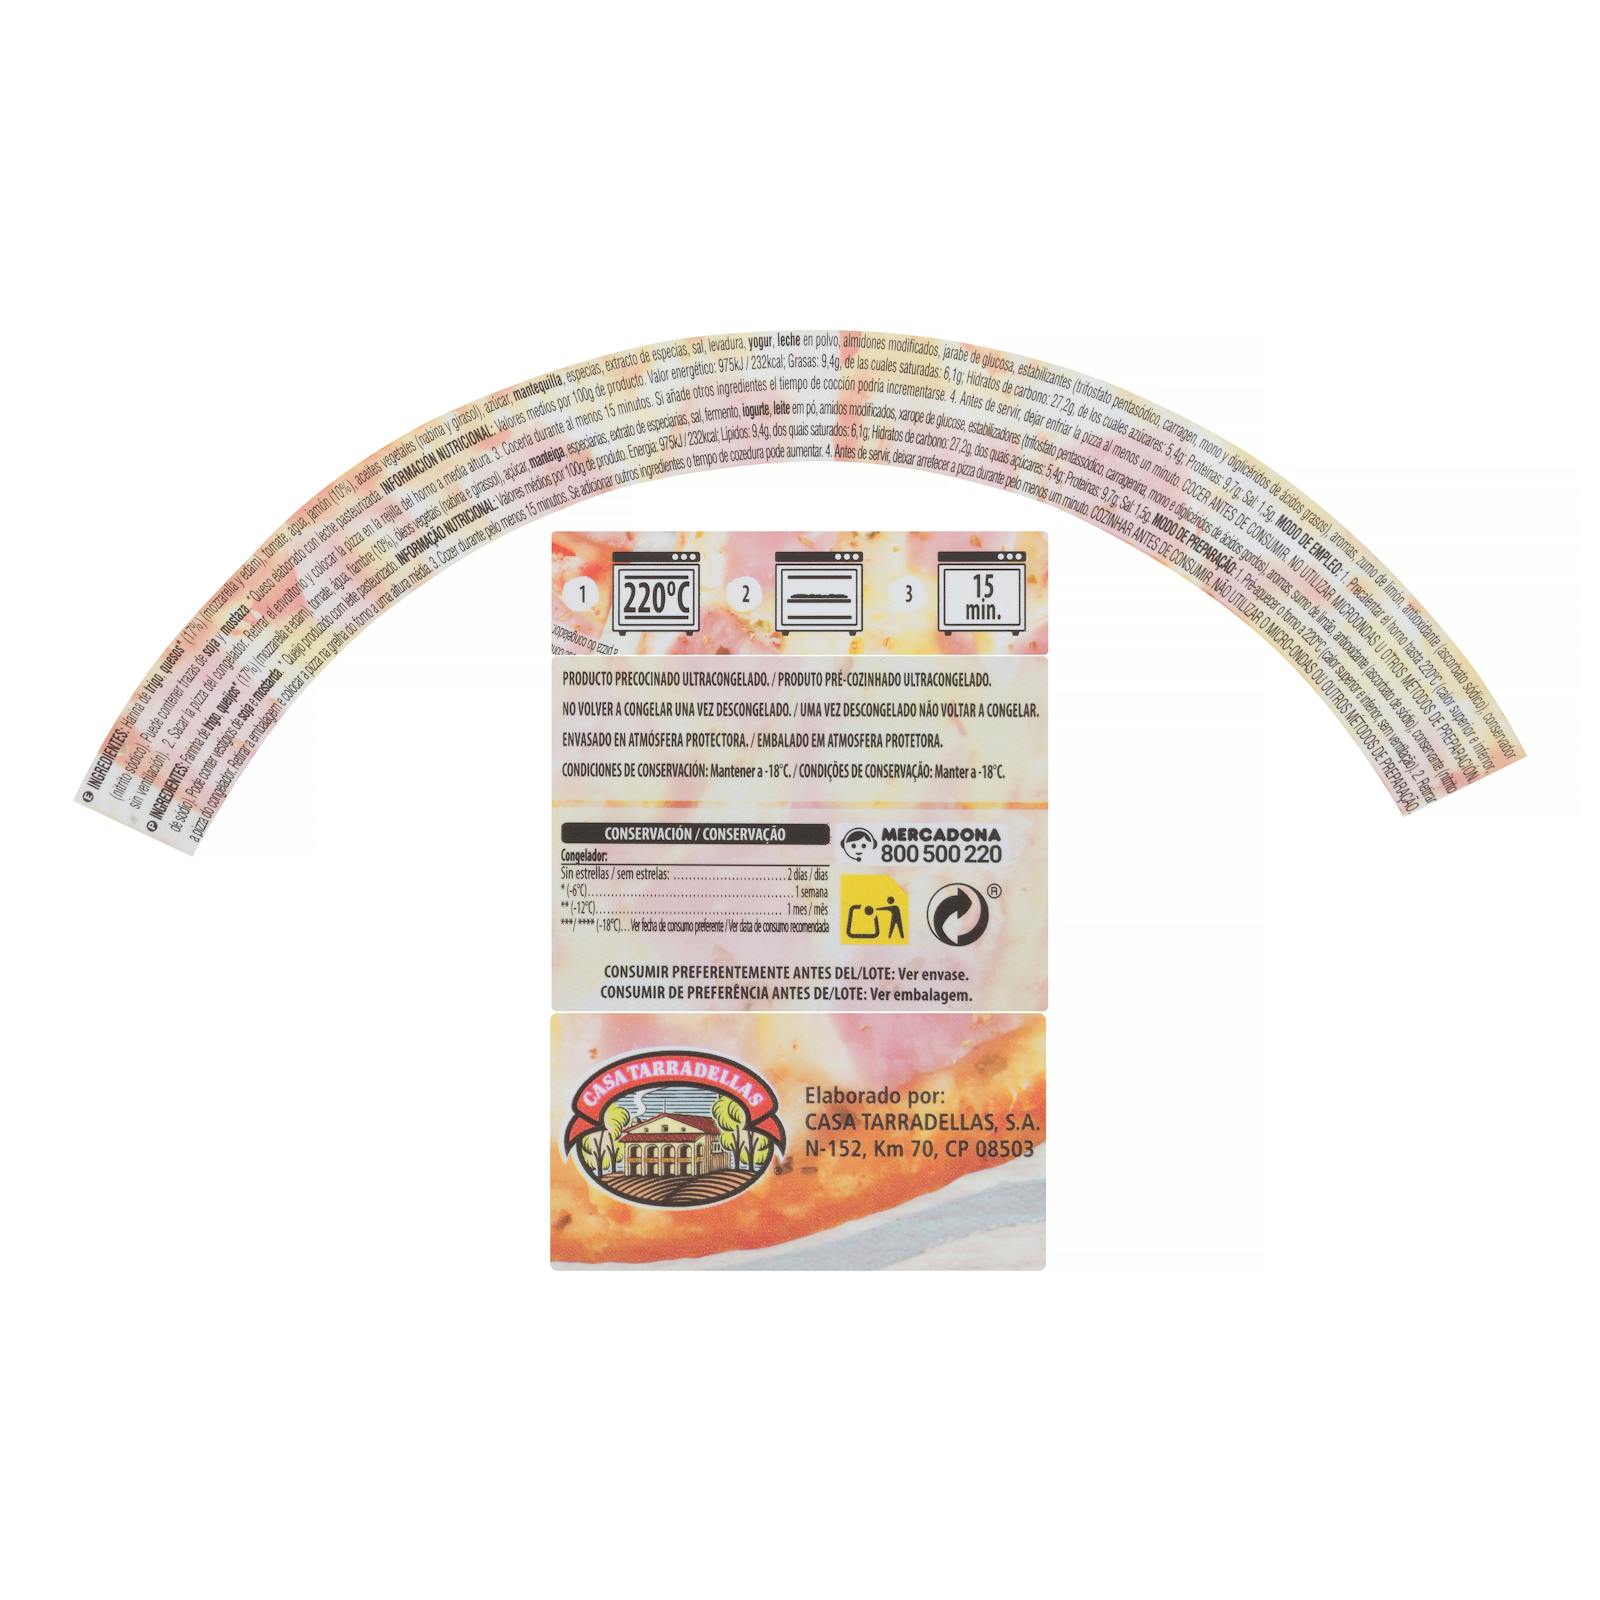 E INGREDIENTES: Harina de trigo, quesos* (17%) (mozzarella y edam), tomate, agua, jamón (10%), aceites vegetales (nabina y girasol), azúcar, mantequilla, especias, extracto de especias, sal, levadura, yogur, leche en polvo, almidones modificados, jarabe de glucosa, estabilizantes (trifosfato pentasódico, carragen, mono y diglicéridos de ácidos grasos), aromas, zumo de limón, antioxidante (ascorbato sódico), conservador
(nitrito sódico). Puede contener trazas de soja y mostaza. *Queso elaborado con leche pasteurizada. INFORMACIÓN NUTRICIONAL: Valores medios por 100g de producto. Valor energético: 975kJ / 232kcal; Grasas: 9,4g, de las cuales saturadas: 6,1g; Hidratos de carbono: 27,2g, de los cuales azúcares: 5,4g; Proteínas: 9,7g; Sal: 1,5g. MODO DE EMPLEO: 1. Precalentar el horno hasta 220ºC (calor superior e inferior,
sin ventilación). 2. Sacar la pizza del congelador. Retirar el envoltorio y colocar la pizza en la rejilla del horno a media altura. 3. Cocerla durante al menos 15 minutos. Si añade otros ingredientes el tiempo de cocción podría incrementarse. 4. Antes de servir, dejar enfriar la pizza al menos un minuto. COCER ANTES DE CONSUMIR. NO UTILIZAR MICROONDAS U OTROS MÉTODOS DE PREPARACIÓN.
P INGREDIENTES: Farinha de trigo, queijos* (17%) (mozzarella e edam), tomate, água, fiambre (10%), óleos vegetais (nabina e girassol), açúcar, manteiga, especiarias, extrato de especiarias, sal, fermento, iogurte, leite em pó, amidos modificados, xarope de glucose, estabilizadores (trifosfato pentassódico, carragenina, mono e diglicéridos de ácidos gordos), aromas, sumo de limão, antioxidante (ascorbato de sódio), conservante (nitrito
de sódio). Pode conter vestígios de soja e mostarda. *Queijo produzido com leite pasteurizado. INFORMAÇÃO NUTRICIONAL: Valores médios por 100g de produto. Energia: 975kJ / 232kcal; Lípidos: 9,4g, dos quais saturados: 6,1g; Hidratos de carbono: 27,2g, dos quais açúcares: 5,4g; Proteínas: 9,7g; Sal: 1,5g. MODO DE PREPARAÇÃO: 1. Pré-aquecer o forno a 220ºC (calor superior e inferior, sem ventilação). 2. Retirar
a pizza do congelador. Retirar a embalagem e colocar a pizza na grelha do forno a uma altura média. 3. Cozer durante pelo menos 15 minutos. Se adicionar outros ingredientes o tempo de cozedura pode aumentar. 4. Antes de servir, deixar arrefecer a pizza durante pelo menos um minuto. COZINHAR ANTES DE CONSUMIR. NÃO UTILIZAR O MICRO-ONDAS OU OUTROS MÉTODOS DE PREPARAÇÃO.
1 220ºC 2 3 15 min.
a pizza do congelador.
PRODUCTO PRECOCINADO ULTRACONGELADO. / PRODUTO PRÉ-COZINHADO ULTRACONGELADO.
NO VOLVER A CONGELAR UNA VEZ DESCONGELADO. / UMA VEZ DESCONGELADO NÃO VOLTAR A CONGELAR.
ENVASADO EN ATMÓSFERA PROTECTORA. / EMBALADO EM ATMOSFERA PROTETORA.
CONDICIONES DE CONSERVACIÓN: Mantener a -18°C. / CONDIÇÕES DE CONSERVAÇÃO: Manter a -18°C.
CONSERVACIÓN / CONSERVAÇÃO
Congelador:
Sin estrellas / sem estrelas: .......................... 2 días / dias
* (-6ºC)............................................... 1 semana
** (-12ºC)............................................ 1 mes / mês
***/ **** (-18ºC)... Ver fecha de consumo preferente / Ver data de consumo recomendada
MERCADONA
800 500 220
®
CONSUMIR PREFERENTEMENTE ANTES DEL/LOTE: Ver envase.
CONSUMIR DE PREFERÊNCIA ANTES DE/LOTE: Ver embalagem.
CASA TARRADELLAS
Elaborado por:
CASA TARRADELLAS, S.A.
N-152, Km 70, CP 08503